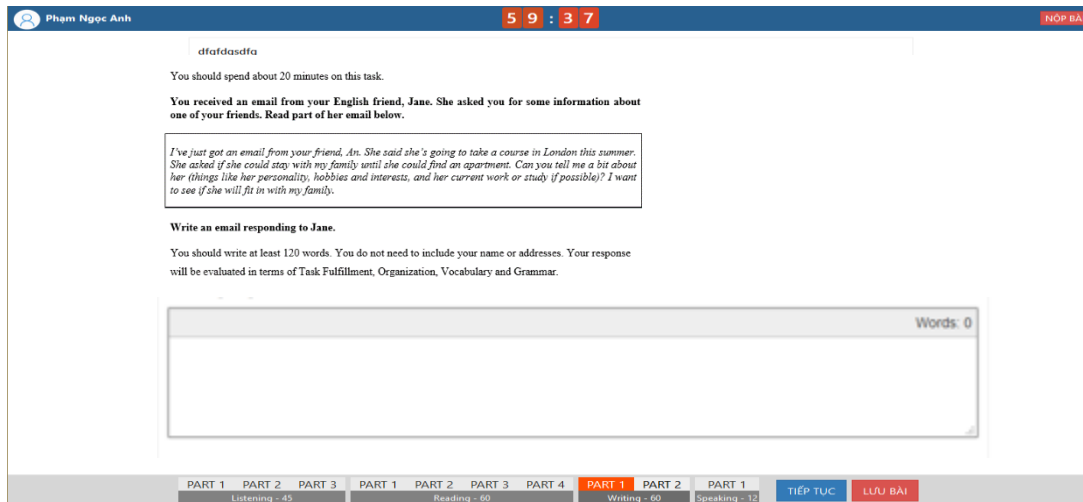 Phạm Ngọc Anh
59:37
NỘP BÀ
dfgfdgsdfg
You should spend about 20 minutes on this task.
You received an email from your English friend, Jane. She asked you for some information about
one of your friends. Read part of her email below.
I've just got an email from your friend, An. She said she's going to take a course in London this summer.
She asked if she could stay with my family until she could find an apartment. Can you tell me a bit about
her (things like her personality, hobbies and interests, and her current work or study if possible)? I want
to see if she will fit in with my family.
Write an email responding to Jane.
You should write at least 120 words. You do not need to include your name or addresses. Your response
will be evaluated in terms of Task Fulfillment, Organization, Vocabulary and Grammar.
Words: 0
PART 1 PART 2 PART 3 PART 1 PART 2 PART 3 PART 4 PART 1 PART 2 PART 1
Listening - 45 Reading - 60 Writing - 60 Speaking - 12
TIẾP TỤC LƯU BÀI